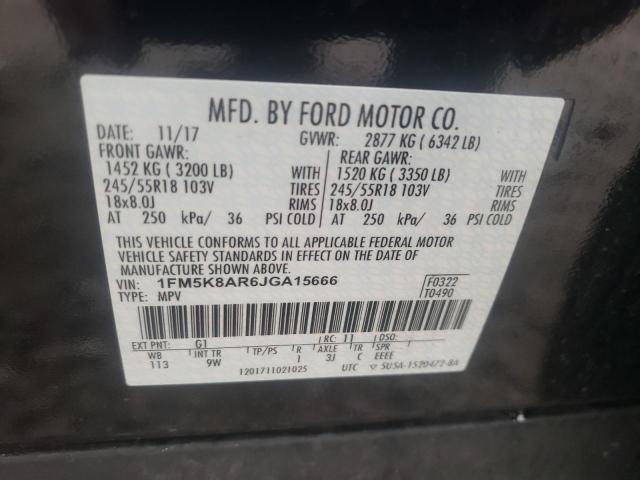 MFD. BY FORD MOTOR CO.
DATE: 11/17 GVWR: 2877 KG ( 6342 LB)
FRONT GAWR: REAR GAWR:
1452 KG ( 3200 LB) WITH 1520 KG ( 3350 LB) WITH
245/55R18 103V TIRES 245/55R18 103V TIRES
18x8.0J RIMS 18x8.0J RIMS
AT 250 kPa/ 36 PSI COLD AT 250 kPa/ 36 PSI COLD
THIS VEHICLE CONFORMS TO ALL APPLICABLE FEDERAL MOTOR
VEHICLE SAFETY STANDARDS IN EFFECT ON THE DATE OF
MANUFACTURE SHOWN ABOVE.
VIN: 1FM5K8AR6JGA15666 F0322
TYPE: MPV T0490
EXT PNT: G1 RC: 11 DSO:
WB INT TR TP/PS R AXLE TR SPR
113 9W 1 3J C EEEE
1201711021025 UTC ▽ 5U5A-1520472-BA